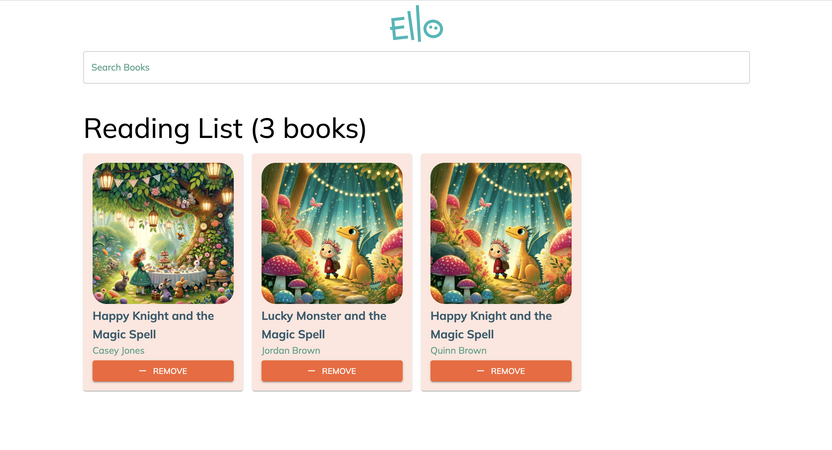 Ello
Search Books
Reading List (3 books)
Happy Knight and the
Magic Spell
Casey Jones
— REMOVE
Lucky Monster and the
Magic Spell
Jordan Brown
— REMOVE
Happy Knight and the
Magic Spell
Quinn Brown
— REMOVE